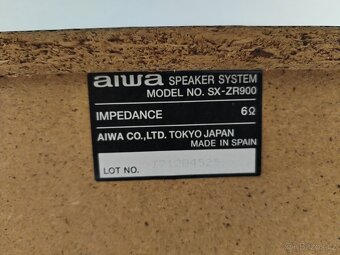 aiwa SPEAKER SYSTEM
MODEL NO. SX-ZR900
IMPEDANCE 6Ω
AIWA CO.,LTD. TOKYO JAPAN
MADE IN SPAIN
LOT NO.